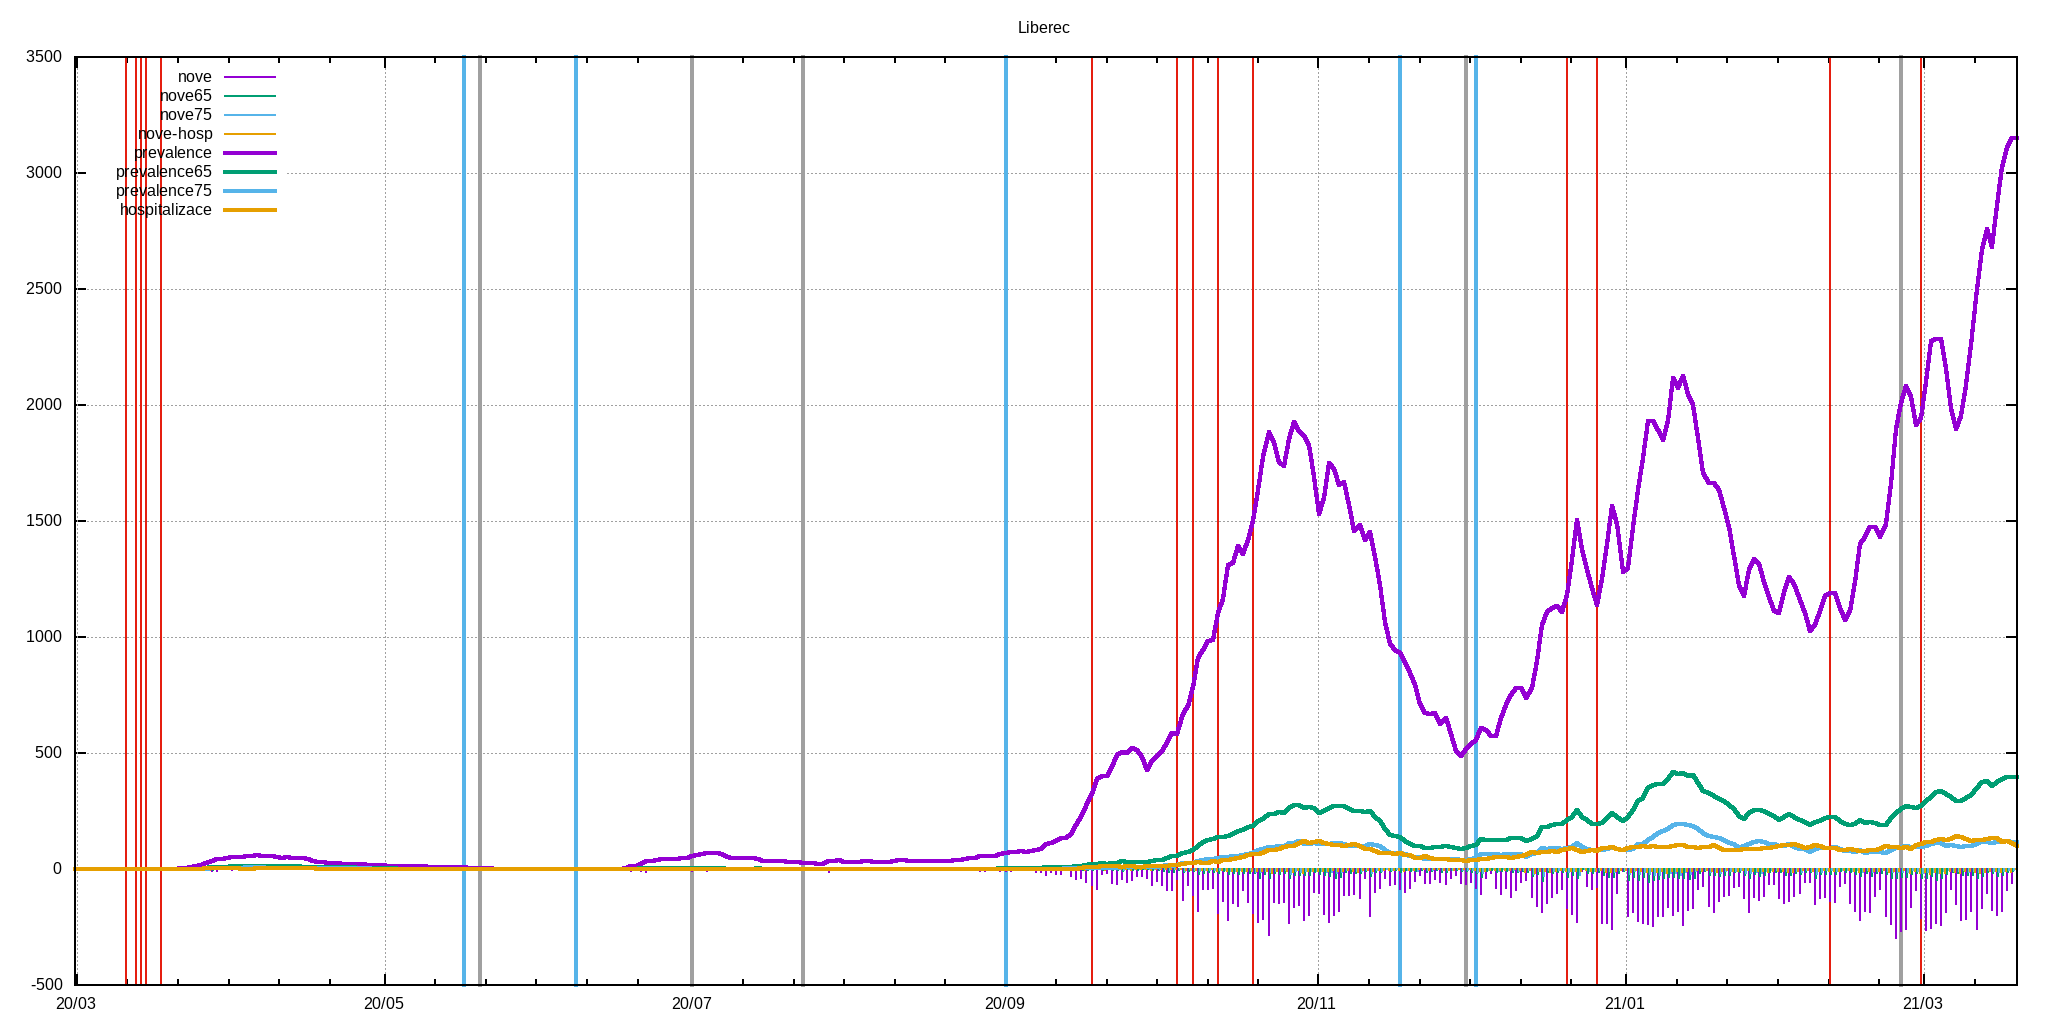 Liberec
3500
3000
2500
2000
1500
1000
500
0
-500
nove
nove65
nove75
nove-hosp
prevalence
prevalence65
prevalence75
hospitalizace
20/03 20/05 20/07 20/09 20/11 21/01 21/03